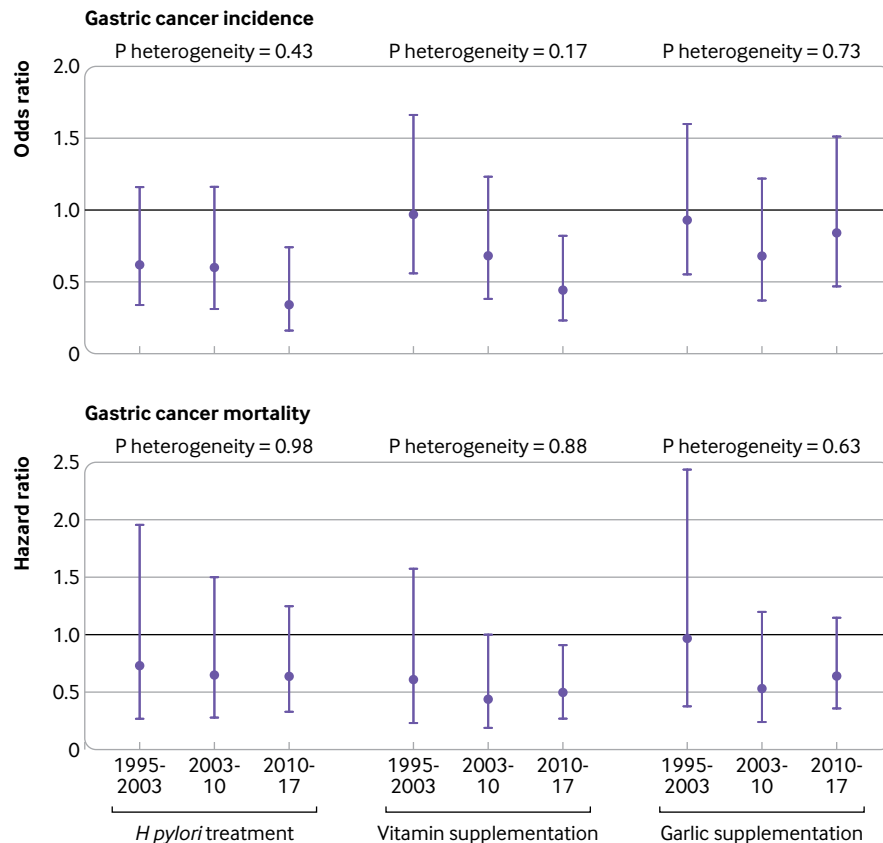 Gastric cancer incidence
P heterogeneity = 0.43 P heterogeneity = 0.17 P heterogeneity = 0.73
Odds ratio
2.0
1.5
1.0
0.5
0
Gastric cancer mortality
P heterogeneity = 0.98 P heterogeneity = 0.88 P heterogeneity = 0.63
Hazard ratio
2.5
2.0
1.5
1.0
0.5
0
1995- 2003- 2010- 1995- 2003- 2010- 1995- 2003- 2010-
2003 10 17 2003 10 17 2003 10 17
H pylori treatment Vitamin supplementation Garlic supplementation